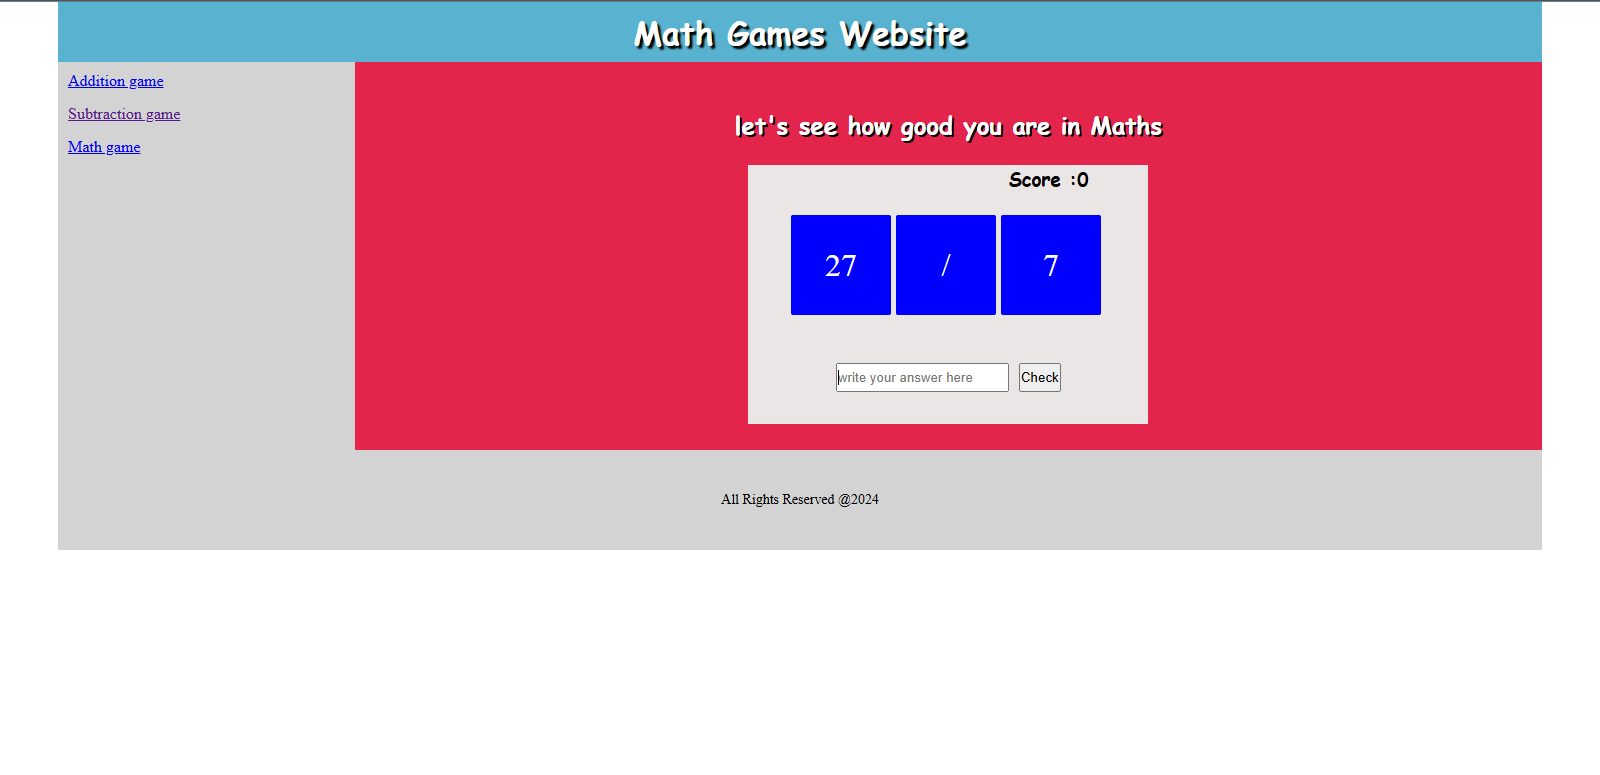 Math Games Website
Addition game
Subtraction game
Math game
let's see how good you are in Maths
Score :0
27 / 7
write your answer here Check
All Rights Reserved @2024